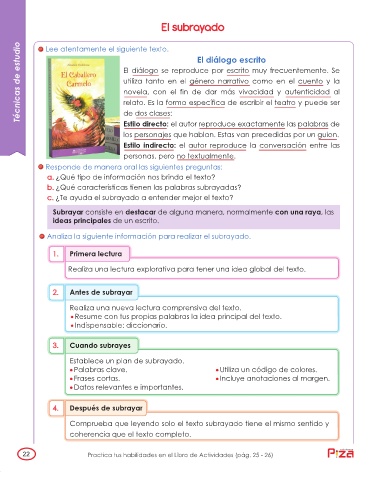 El subrayado
Técnicas de estudio
Lee atentamente el siguiente texto.
El diálogo escrito
El diálogo se reproduce por escrito muy frecuentemente. Se
utiliza tanto en el género narrativo como en el cuento y la
novela, con el fin de dar más vivacidad y autenticidad al
relato. Es la forma específica de escribir el teatro y puede ser
de dos clases:
Estilo directo: el autor reproduce exactamente las palabras de
los personajes que hablan. Estas van precedidas por un guion.
Estilo indirecto: el autor reproduce la conversación entre las
personas, pero no textualmente.
El Caballero
Carmelo
Responde de manera oral las siguientes preguntas:
a. ¿Qué tipo de información nos brinda el texto?
b. ¿Qué características tienen las palabras subrayadas?
c. ¿Te ayuda el subrayado a entender mejor el texto?
Subrayar consiste en destacar de alguna manera, normalmente con una raya, las
ideas principales de un escrito.
Analiza la siguiente información para realizar el subrayado.
1. Primera lectura
Realiza una lectura explorativa para tener una idea global del texto.
2. Antes de subrayar
Realiza una nueva lectura comprensiva del texto.
• Resume con tus propias palabras la idea principal del texto.
• Indispensable: diccionario.
3. Cuando subrayes
Establece un plan de subrayado.
• Palabras clave. • Utiliza un código de colores.
• Frases cortas. • Incluye anotaciones al margen.
• Datos relevantes e importantes.
4. Después de subrayar
Comprueba que leyendo solo el texto subrayado tiene el mismo sentido y
coherencia que el texto completo.
22 Practica tus habilidades en el Libro de Actividades (pág. 25 - 26)